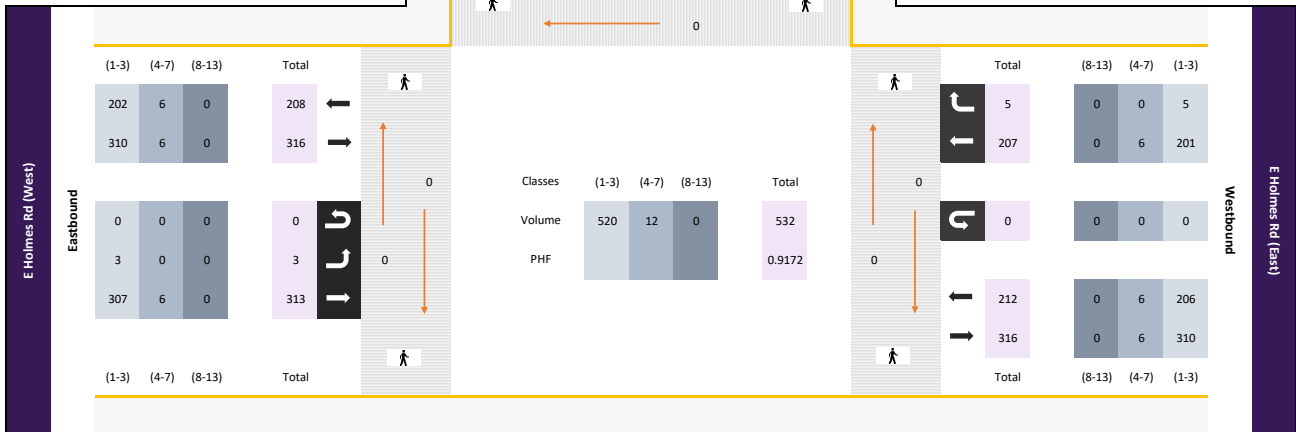 0
(1-3) (4-7) (8-13) Total
202 6 0 208
310 6 0 316
0 0 0 0
3 0 0 3
307 6 0 313
(1-3) (4-7) (8-13) Total
E Holmes Rd (West)
Eastbound
0
0
Classes (1-3) (4-7) (8-13) Total
Volume 520 12 0 532
PHF 0.9172
0
0
Total (8-13) (4-7) (1-3)
5 0 0 5
207 0 6 201
0 0 0 0
212 0 6 206
316 0 6 310
Total (8-13) (4-7) (1-3)
Westbound
E Holmes Rd (East)